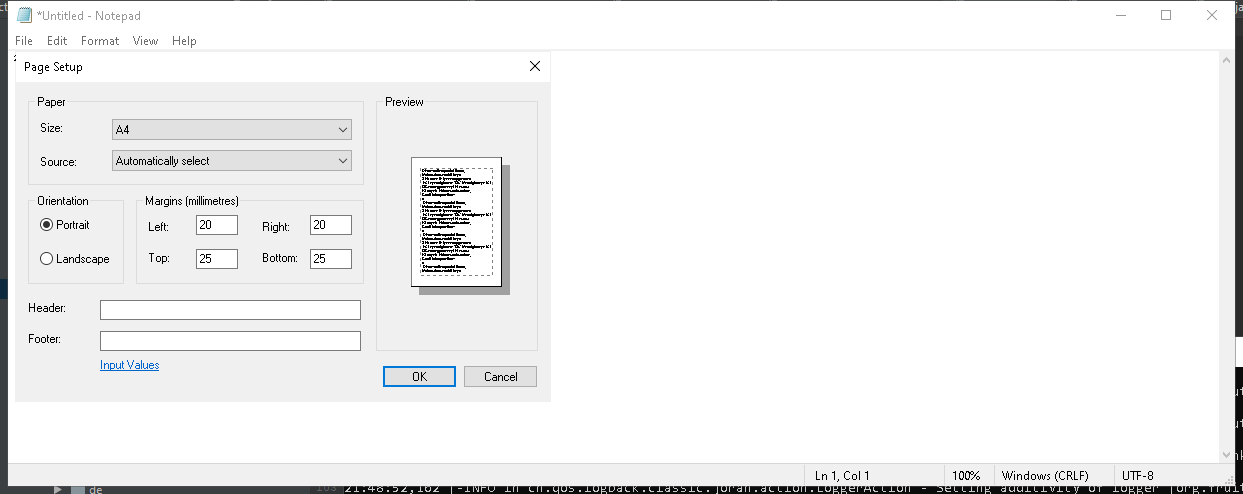 *Untitled - Notepad
File Edit Format View Help
Page Setup
Paper
Size: A4
Source: Automatically select
Orientation
Portrait
Landscape
Margins (millimetres)
Left: 20 Right: 20
Top: 25 Bottom: 25
Header:
Footer:
Input Values
Preview
OK Cancel
Ln 1, Col 1 100% Windows (CRLF) UTF-8
de
21:48:52,162 |-INFO in ch.qos.logback.classic.joran.action.LoggerAction - Setting additivity of logger